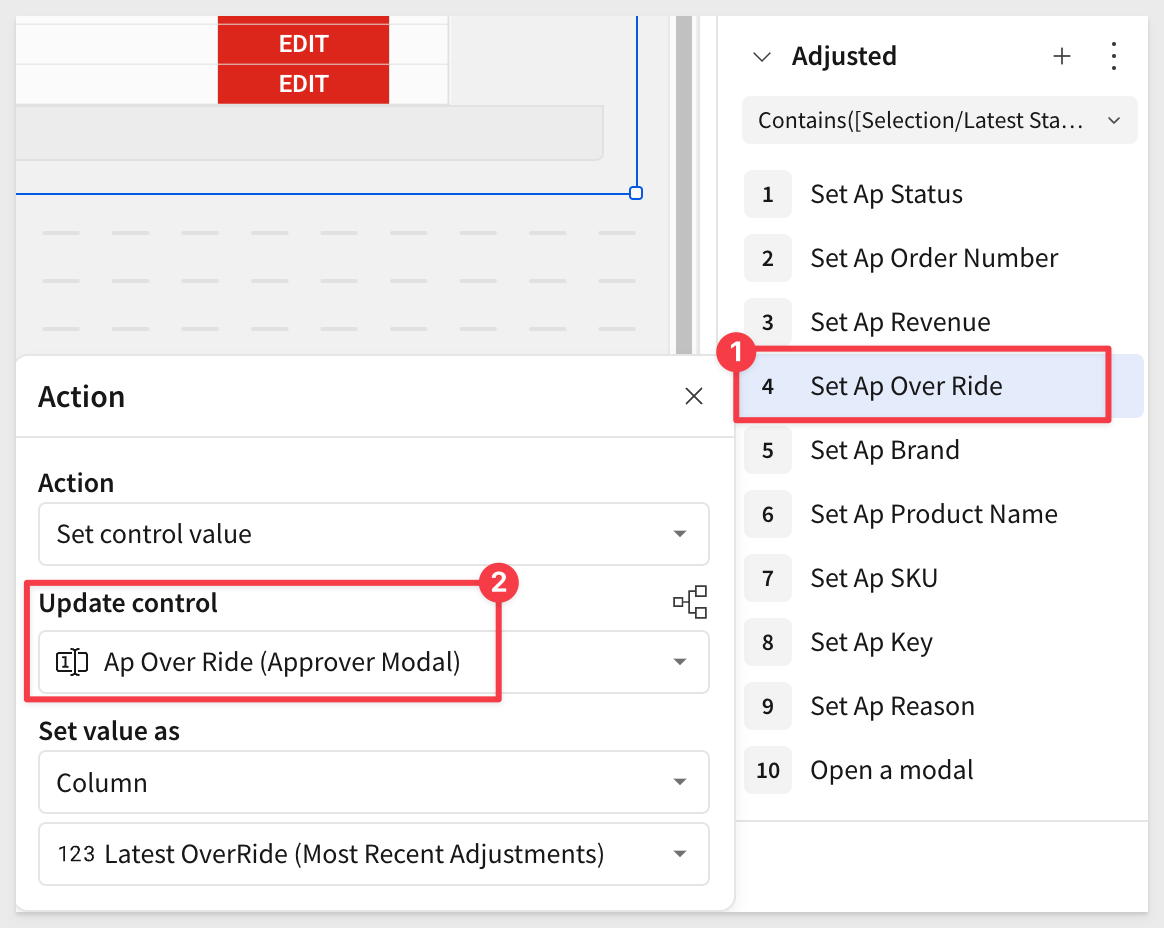 EDIT
EDIT
Adjusted
Contains([Selection/Latest Sta...
1 Set Ap Status
2 Set Ap Order Number
3 Set Ap Revenue
1
4 Set Ap Over Ride
5 Set Ap Brand
6 Set Ap Product Name
7 Set Ap SKU
8 Set Ap Key
9 Set Ap Reason
10 Open a modal
Action
Action
Set control value
2
Update control
1 Ap Over Ride (Approver Modal)
Set value as
Column
123 Latest OverRide (Most Recent Adjustments)